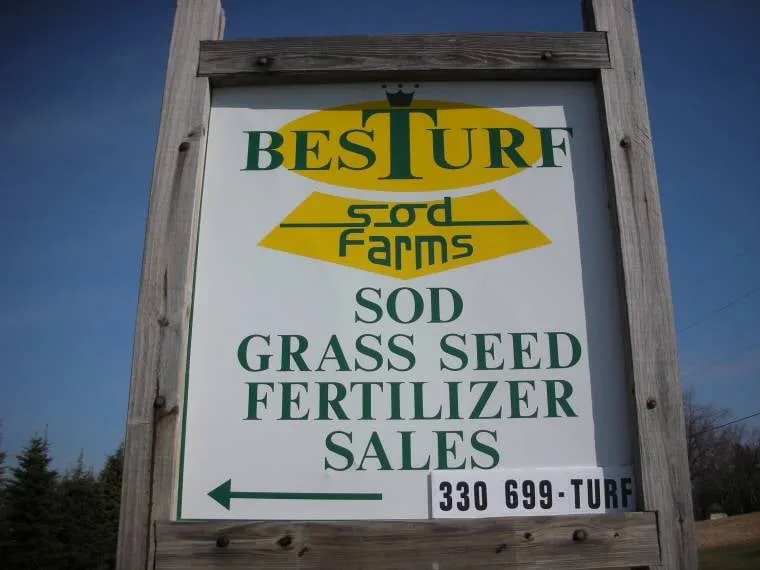 BESTURF
Sod
Farms
SOD
GRASS SEED
FERTILIZER
SALES
330 699-TURF